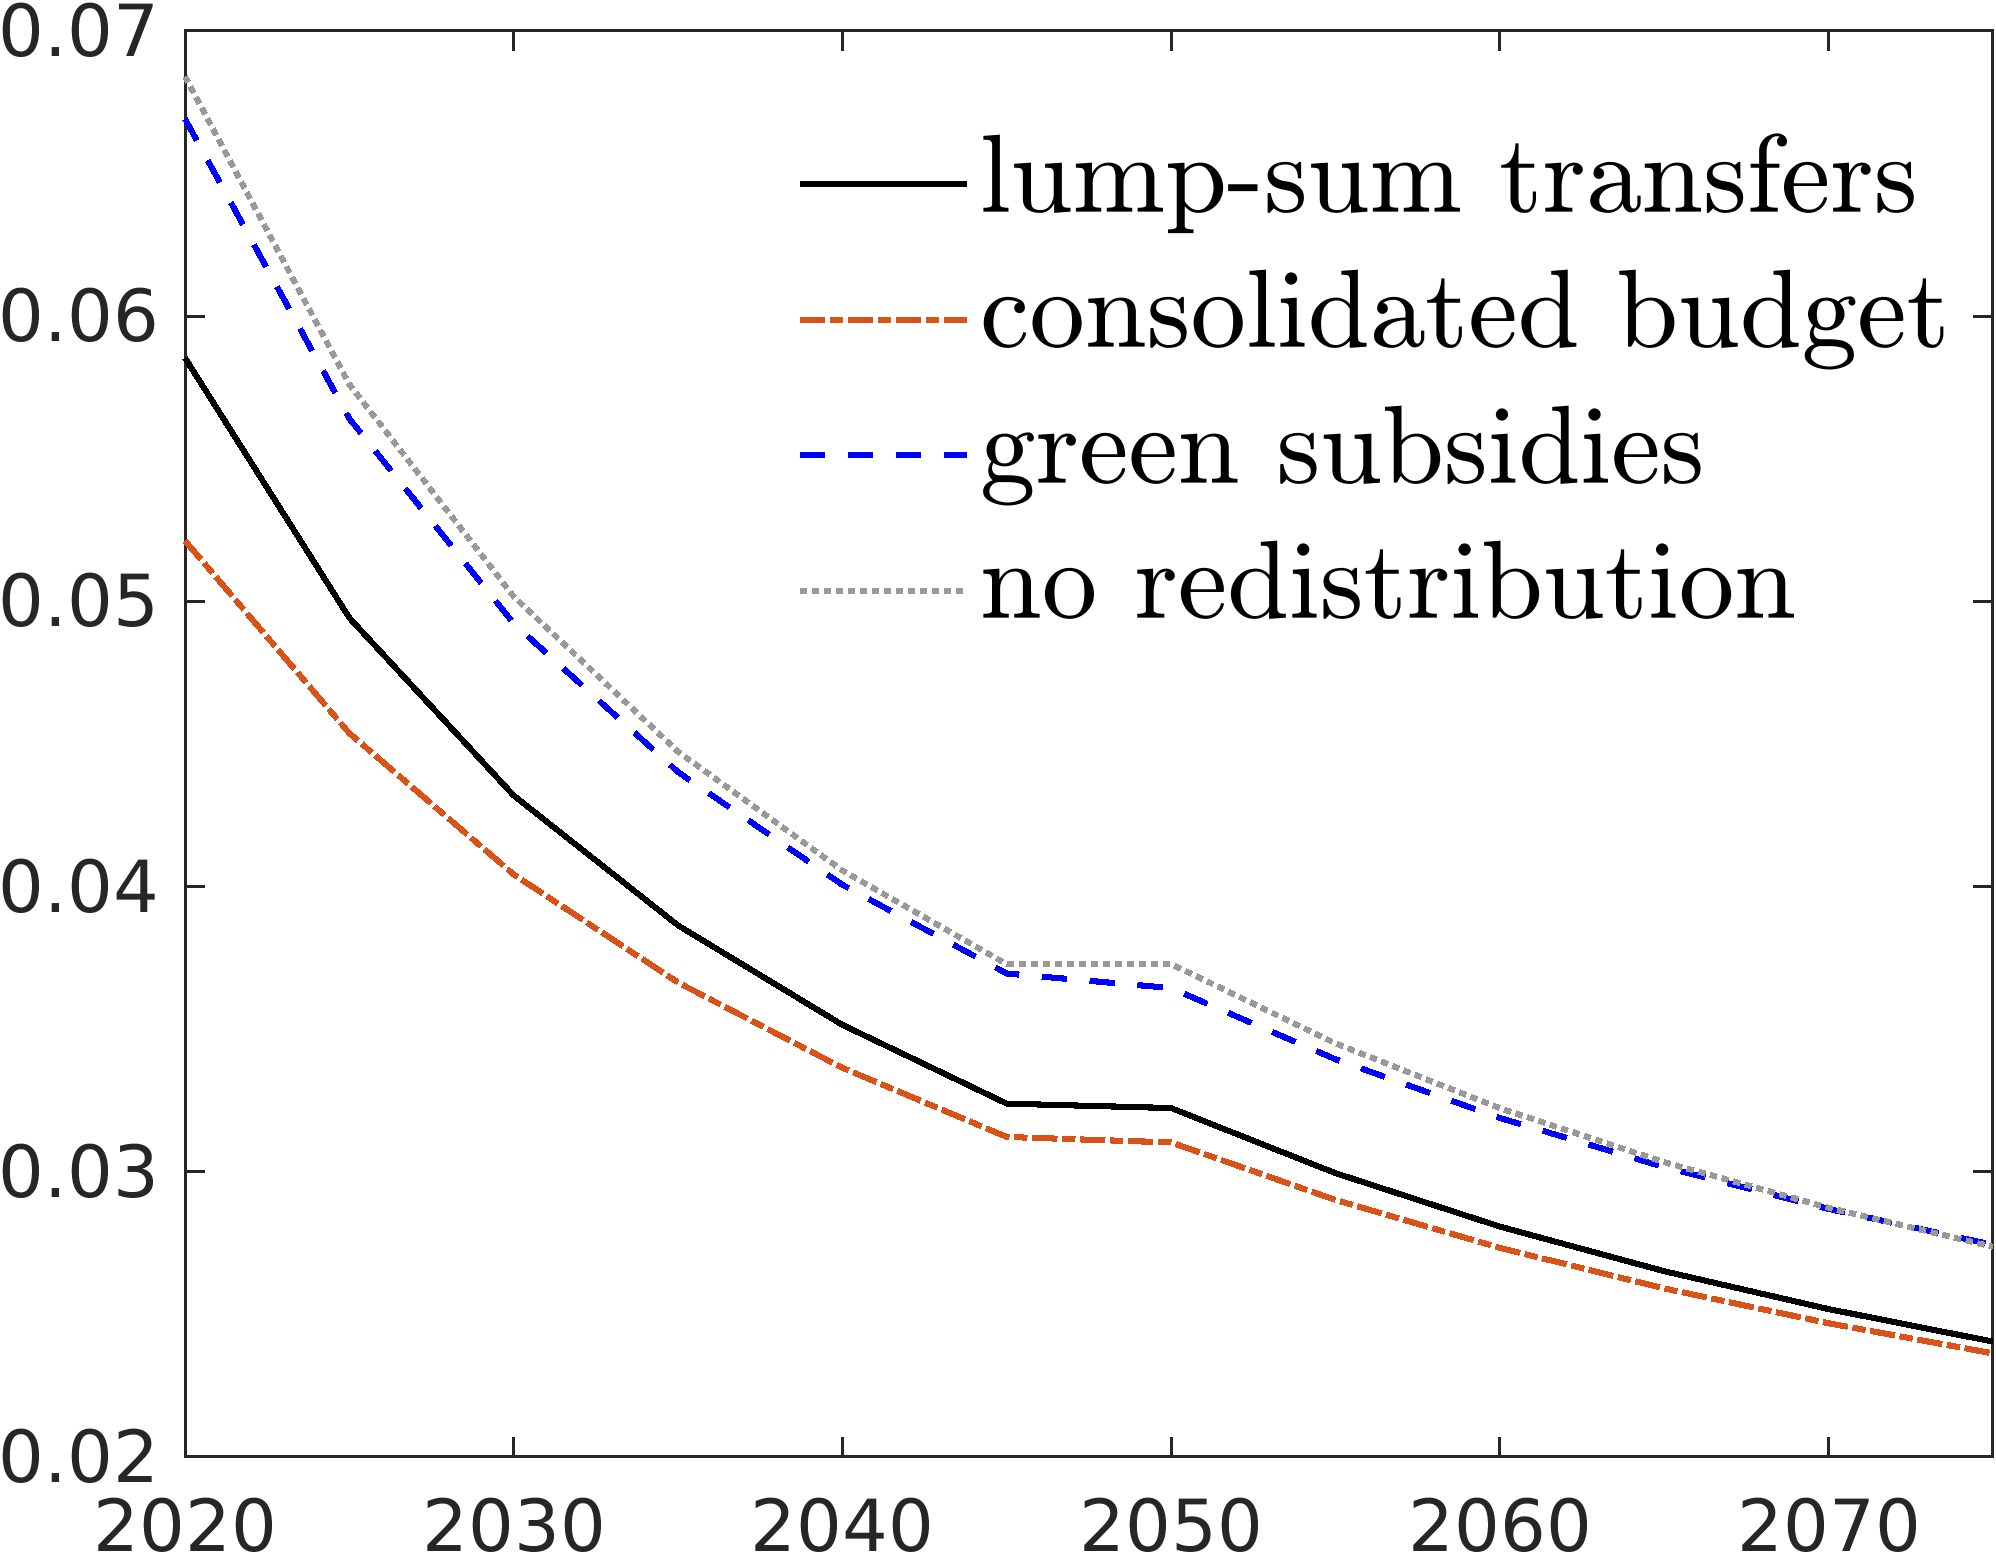 0.07
0.06
0.05
0.04
0.03
0.02
2020 2030 2040 2050 2060 2070
lump-sum transfers
consolidated budget
green subsidies
no redistribution